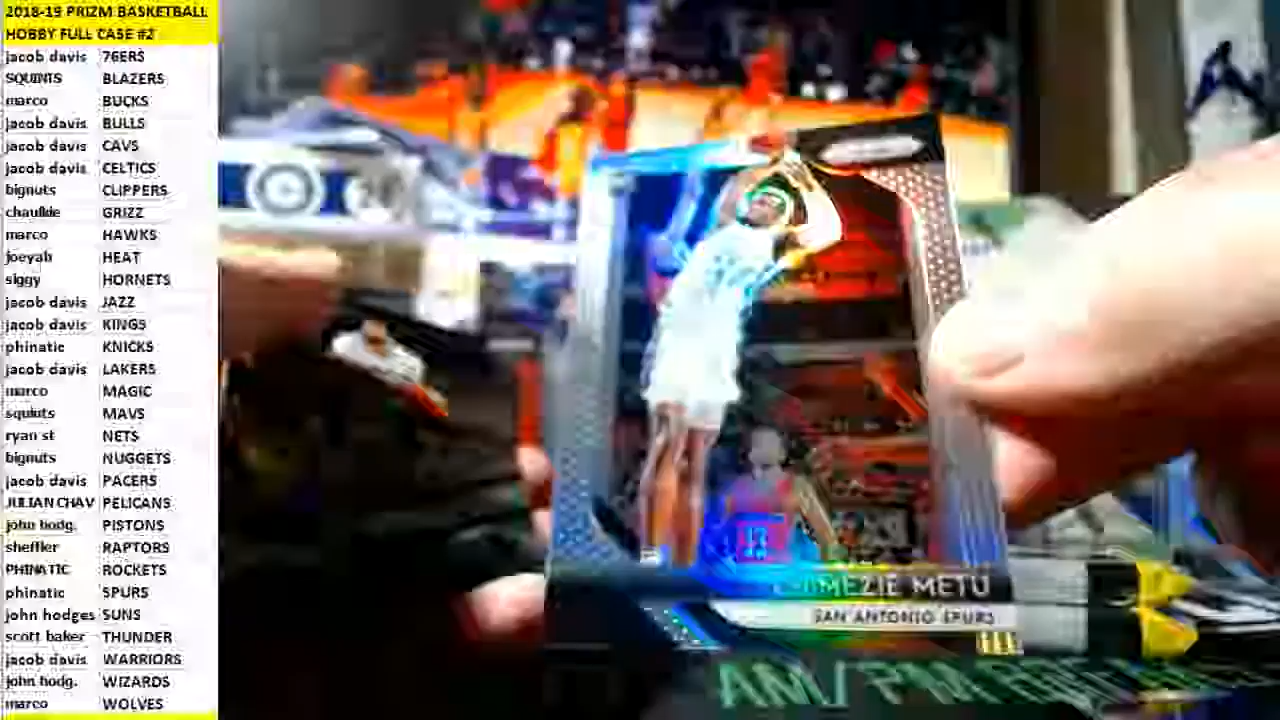 2018-19 PRIZM BASKETBALL
HOBBY FULL CASE #2
jacob davis 76ERS
SQUINTS BLAZERS
marco BUCKS
jacob davis BULLS
jacob davis CAVS
jacob davis CELTICS
bignuts CLIPPERS
chaulkie GRIZZ
marco HAWKS
joeyah HEAT
siggy HORNETS
jacob davis JAZZ
jacob davis KINGS
phinatic KNICKS
jacob davis LAKERS
marco MAGIC
squints MAVS
ryan st NETS
bignuts NUGGETS
jacob davis PACERS
JULIAN CHAV PELICANS
john hodg. PISTONS
sheffler RAPTORS
PHINATIC ROCKETS
phinatic SPURS
john hodges SUNS
scott baker THUNDER
jacob davis WARRIORS
john hodg. WIZARDS
marco WOLVES
METU
SAN ANTONIO SPURS
AM/PM